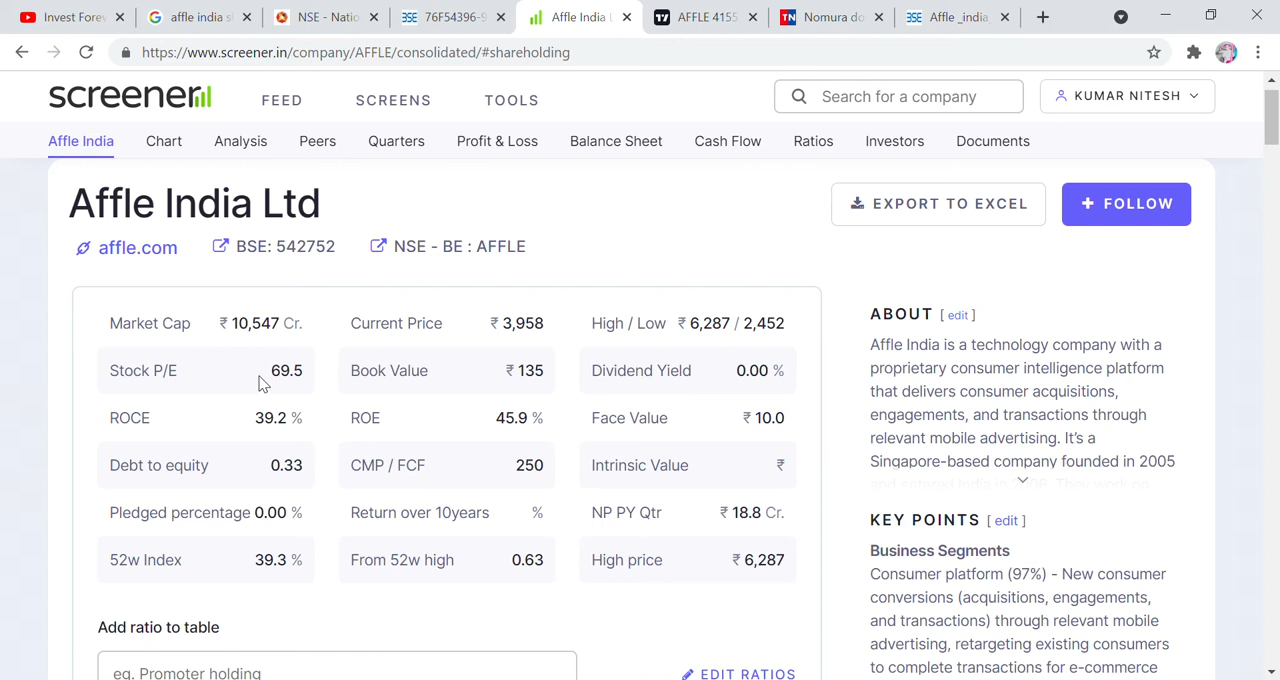 Invest Forev
affle india s
NSE - Natio
76F54396-9
Affle India L
AFFLE 4155
Nomura do
Affle _india_
https://www.screener.in/company/AFFLE/consolidated/#shareholding
screener
FEED SCREENS TOOLS
Search for a company
KUMAR NITESH
Affle India Chart Analysis Peers Quarters Profit & Loss Balance Sheet Cash Flow Ratios Investors Documents
Affle India Ltd
EXPORT TO EXCEL
+ FOLLOW
affle.com BSE: 542752 NSE - BE : AFFLE
Market Cap ₹ 10,547 Cr. Current Price ₹ 3,958 High / Low ₹ 6,287 / 2,452
Stock P/E 69.5 Book Value ₹ 135 Dividend Yield 0.00 %
ROCE 39.2 % ROE 45.9 % Face Value ₹ 10.0
Debt to equity 0.33 CMP / FCF 250 Intrinsic Value ₹
Pledged percentage 0.00 % Return over 10years % NP PY Qtr ₹ 18.8 Cr.
52w Index 39.3 % From 52w high 0.63 High price ₹ 6,287
Add ratio to table
eg. Promoter holding
EDIT RATIOS
ABOUT [ edit ]
Affle India is a technology company with a
proprietary consumer intelligence platform
that delivers consumer acquisitions,
engagements, and transactions through
relevant mobile advertising. It's a
Singapore-based company founded in 2005
and entered India in 2006. They work on
KEY POINTS [ edit ]
Business Segments
Consumer platform (97%) - New consumer
conversions (acquisitions, engagements,
and transactions) through relevant mobile
advertising, retargeting existing consumers
to complete transactions for e-commerce